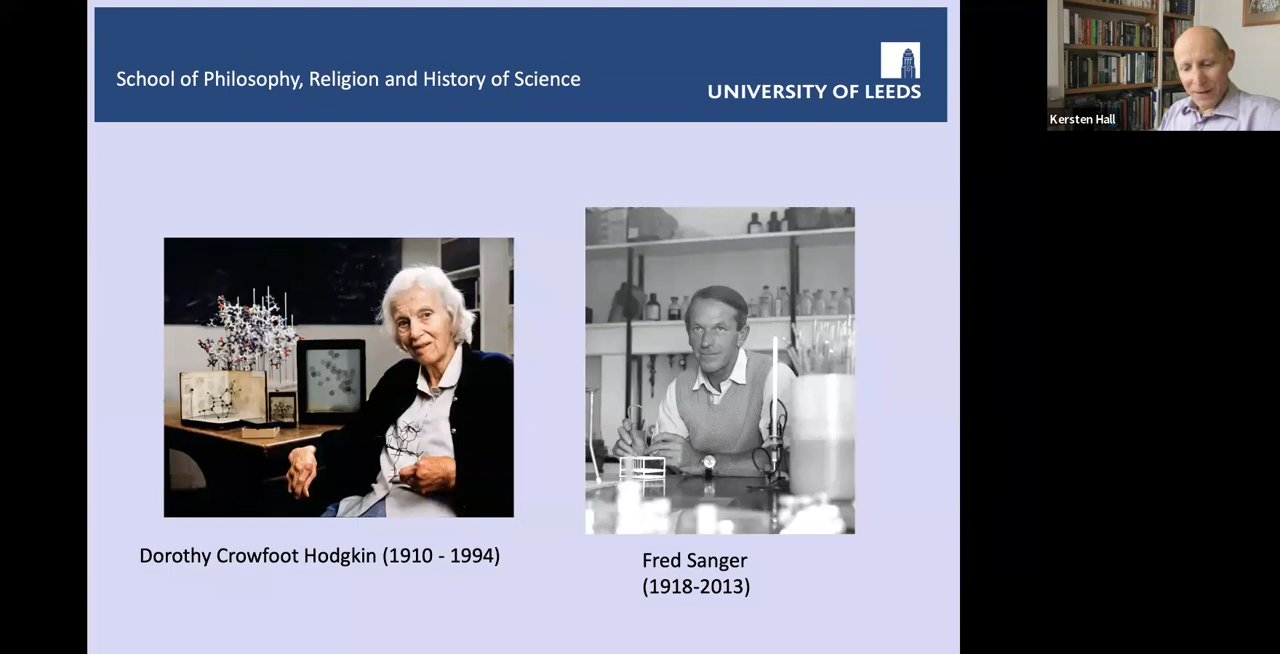 School of Philosophy, Religion and History of Science
UNIVERSITY OF LEEDS
Kersten Hall
Dorothy Crowfoot Hodgkin (1910 - 1994)
Fred Sanger
(1918-2013)